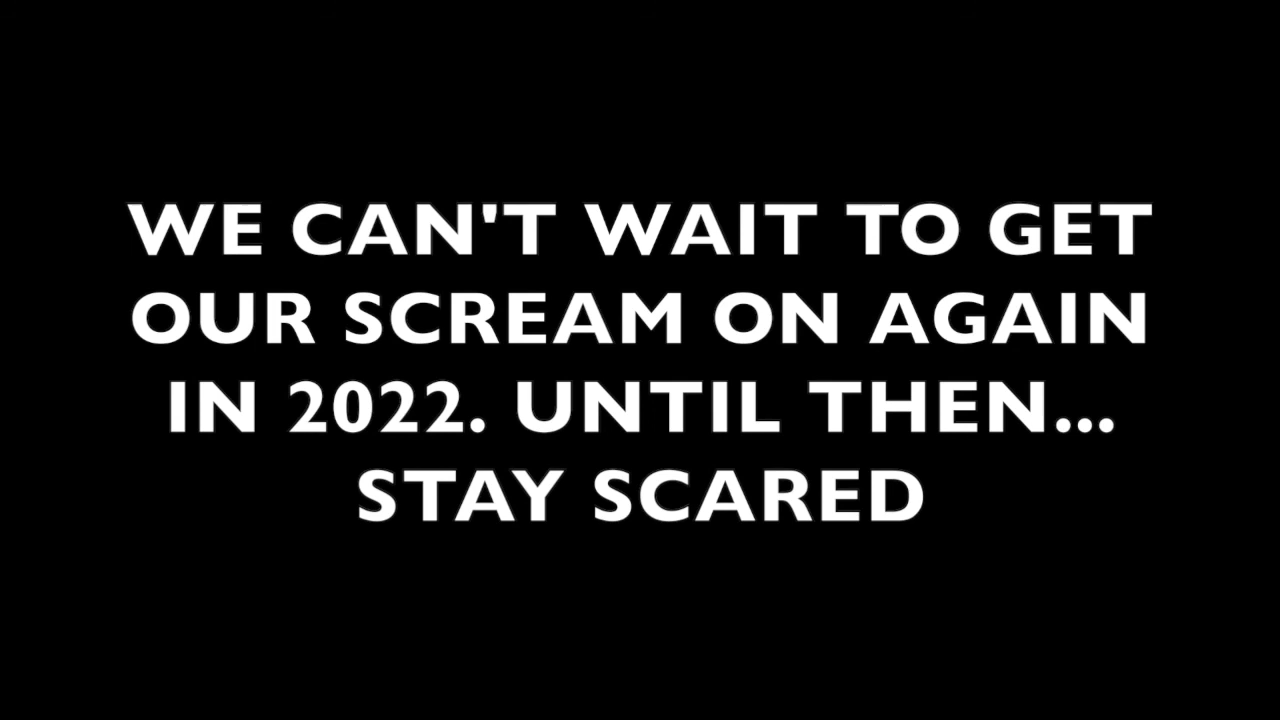 WE CAN'T WAIT TO GET
OUR SCREAM ON AGAIN
IN 2022. UNTIL THEN...
STAY SCARED